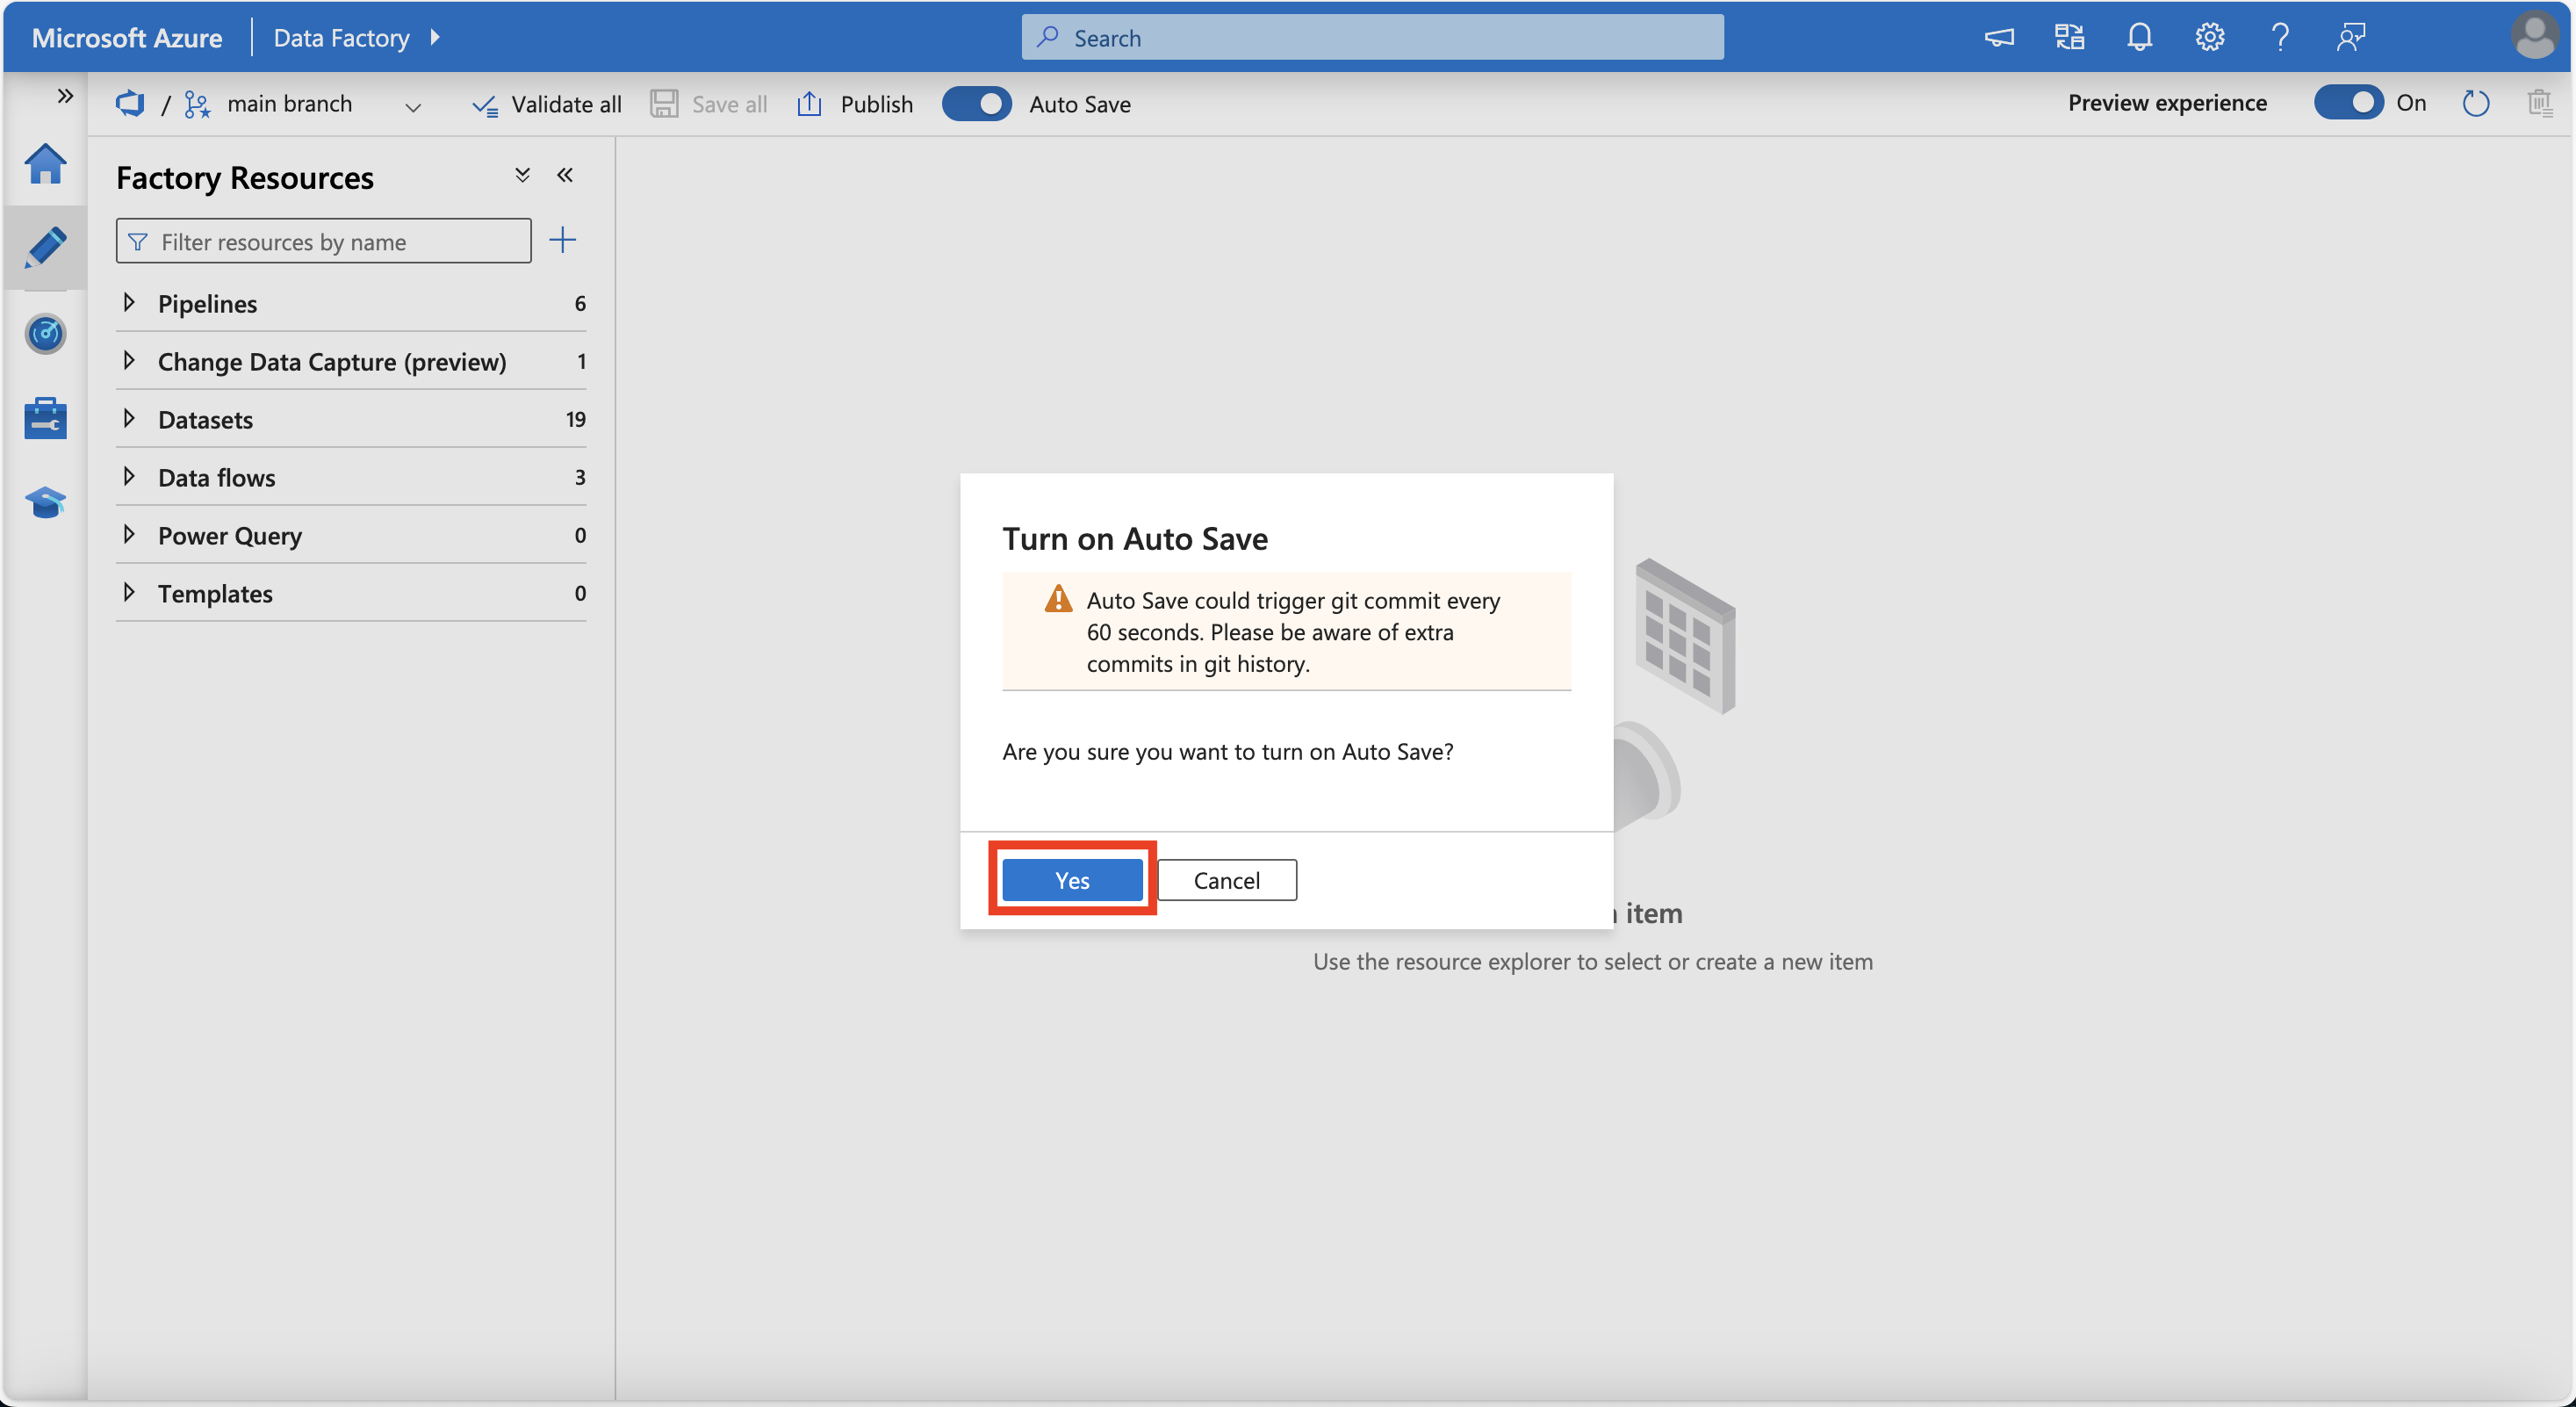 Microsoft Azure
Data Factory
Search
/
main branch
Validate all
Save all
Publish
Auto Save
Preview experience
On
Factory Resources
Filter resources by name
Pipelines 6
Change Data Capture (preview) 1
Datasets 19
Data flows 3
Power Query 0
Templates 0
Turn on Auto Save
Auto Save could trigger git commit every
60 seconds. Please be aware of extra
commits in git history.
Are you sure you want to turn on Auto Save?
Yes
Cancel
item
Use the resource explorer to select or create a new item